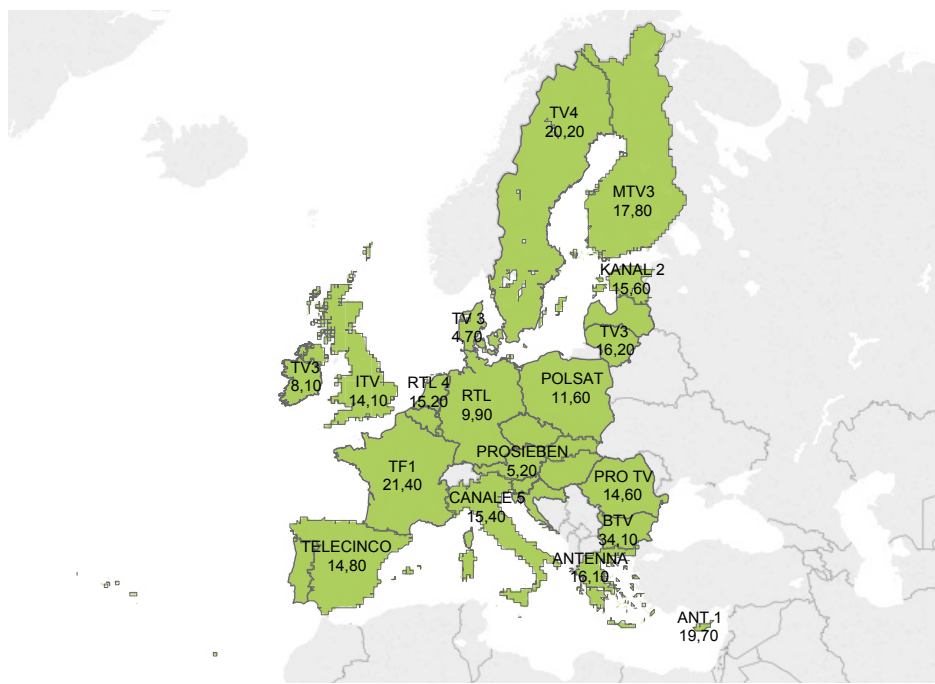 TV4
20,20
MTV3
17,80
KANAL 2
15,60
TV 3
4,70
TV3
16,20
TV3
8,10
ITV
14,10
RTL 4
15,20
RTL
9,90
POLSAT
11,60
PROSIEBEN
5,20
TF1
21,40
PRO TV
14,60
CANALE 5
15,40
BTV
34,10
TELECINCO
14,80
ANTENNA
16,10
ANT 1
19,70